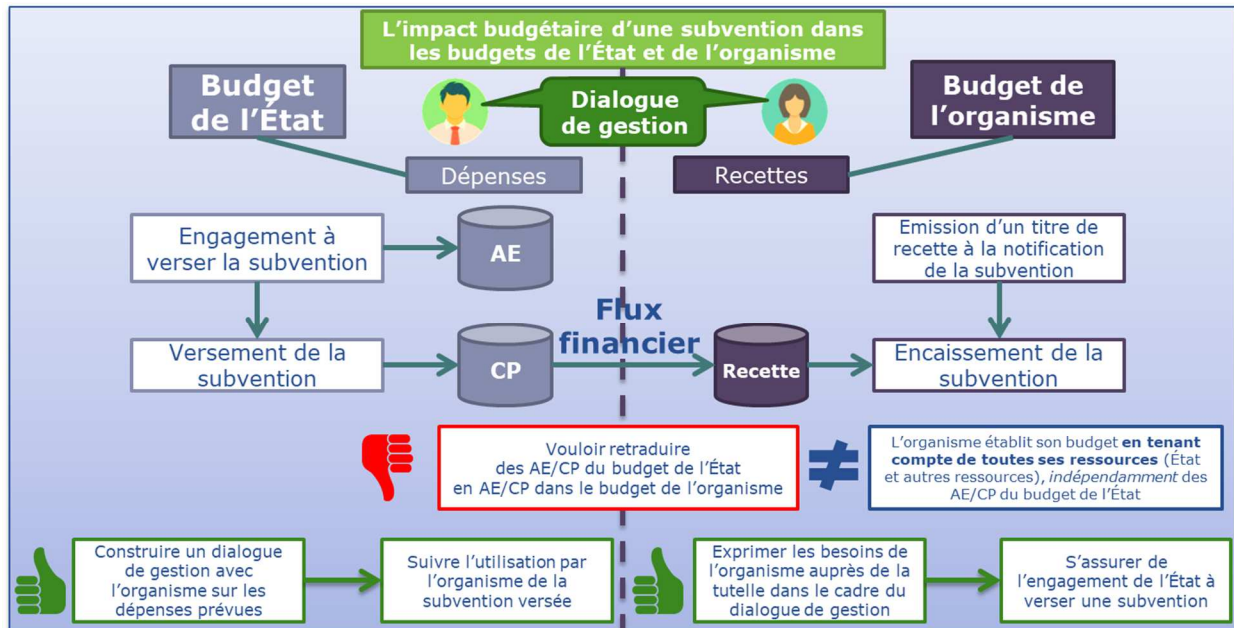 L’impact budgétaire d’une subvention dans
les budgets de l’État et de l’organisme
Budget
de l’État
Dialogue
de gestion
Budget de
l’organisme
Dépenses
Recettes
Engagement à
verser la subvention
AE
Emission d’un titre de
recette à la notification
de la subvention
Flux
financier
Versement de la
subvention
CP
Recette
Encaissement de la
subvention
Vouloir retraduire
des AE/CP du budget de l’État
en AE/CP dans le budget de l’organisme
≠
L’organisme établit son budget en tenant
compte de toutes ses ressources (État
et autres ressources), indépendamment des
AE/CP du budget de l’État
Construire un dialogue
de gestion avec
l’organisme sur les
dépenses prévues
Suivre l’utilisation par
l’organisme de la
subvention versée
Exprimer les besoins de
l’organisme auprès de la
tutelle dans le cadre du
dialogue de gestion
S’assurer de
l’engagement de l’État à
verser une subvention